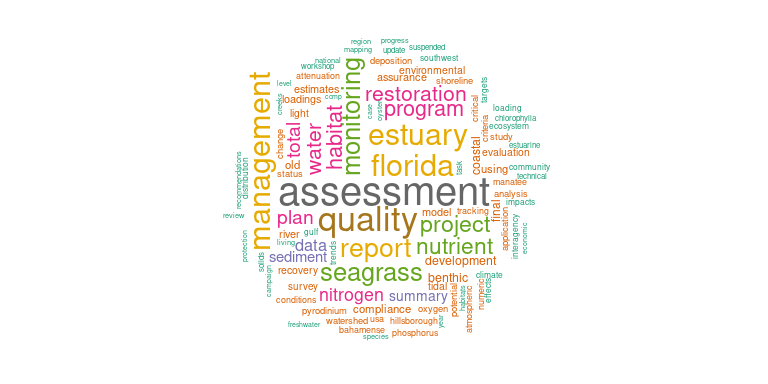 region
progress
mapping
update
suspended
national
workshop
deposition
southwest
attenuation
assurance
environmental
level
estimates
shoreline
targets
creeks
loadings
comp
monitoring
restoration
program
case
oyster
critical
loading
chlorophylla
light
total
water
habitat
estuary
criteria
ecosystem
study
estuarine
change
old
status
florida
task
coastal
evaluation
using
community
technical
management
recommendations
distribution
assessment
manatee
analysis
review
plan
quality
model
tracking
final
impacts
project
application
interagency
economic
river
gulf
living
data
trends
report
nutrient
protection
solids
sediment
development
campaign
recovery
seagrass
benthic
climate
survey
tidal
potential
habitats
atmospheric
numeric
effects
conditions
nitrogen
summary
pyrodinium
compliance
oxygen
freshwater
watershed
usa
hillsborough
year
bahamense
phosphorus
species